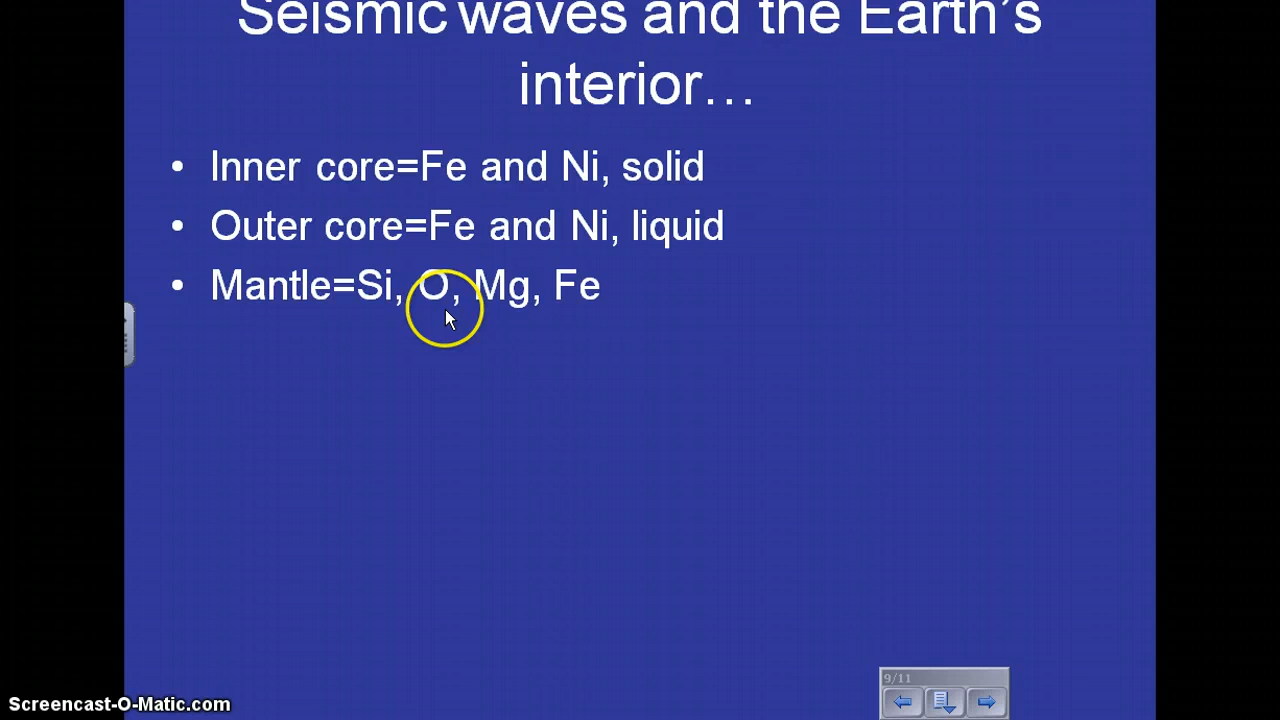 Seismic waves and the Earth’s
interior…
• Inner core=Fe and Ni, solid
• Outer core=Fe and Ni, liquid
• Mantle=Si, O, Mg, Fe
9/11
Screencast-O-Matic.com